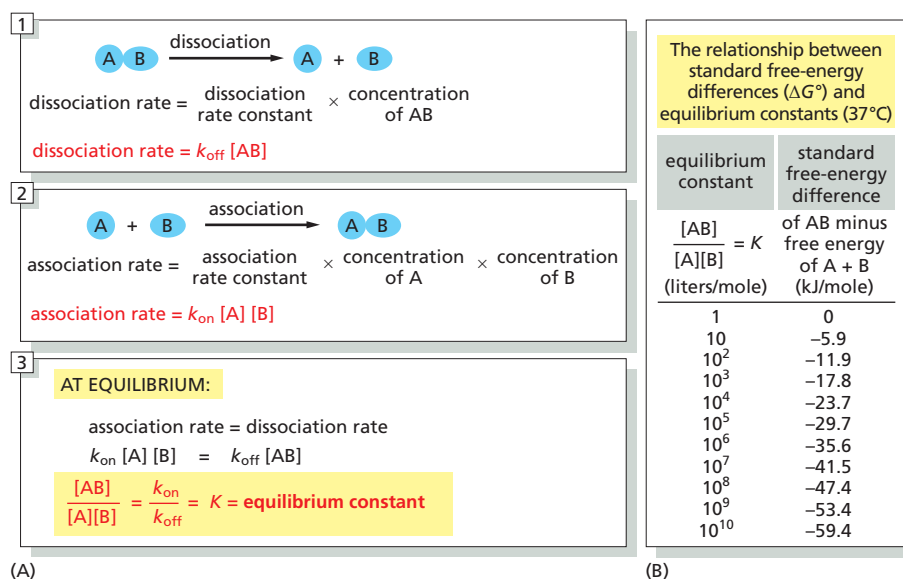 1
A B dissociation A + B
dissociation rate = dissociation rate constant × concentration of AB
dissociation rate = koff [AB]
2
A + B association A B
association rate = association rate constant × concentration of A × concentration of B
association rate = kon [A] [B]
3
AT EQUILIBRIUM:
association rate = dissociation rate
kon [A] [B] = koff [AB]
[AB]/[A][B] = kon/koff = K = equilibrium constant
(A)
The relationship between
standard free-energy
differences (ΔG°) and
equilibrium constants (37°C)
equilibrium
constant
[AB]/[A][B] = K
(liters/mole)
standard
free-energy
difference
of AB minus
free energy
of A + B
(kJ/mole)
1 0
10 –5.9
10² –11.9
10³ –17.8
10⁴ –23.7
10⁵ –29.7
10⁶ –35.6
10⁷ –41.5
10⁸ –47.4
10⁹ –53.4
10¹⁰ –59.4
(B)